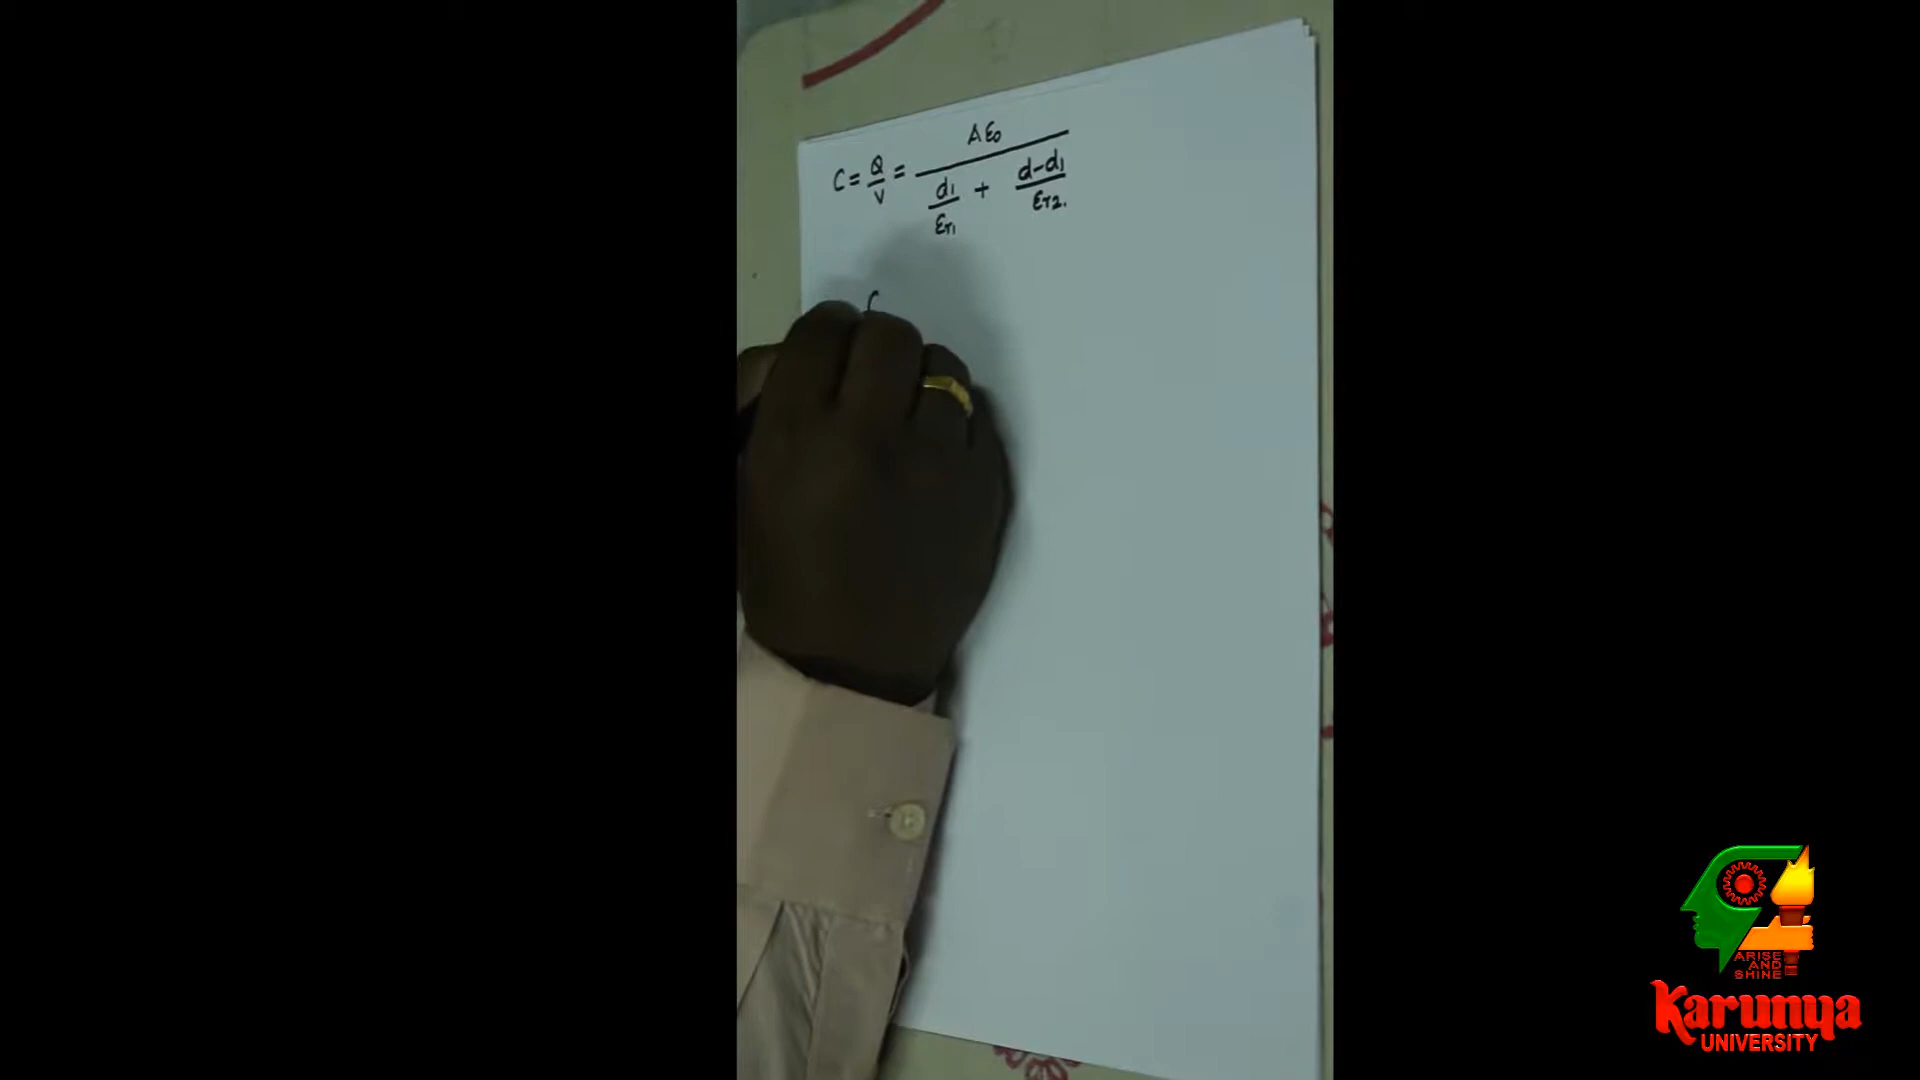 C = Q/V = Aε₀ / (d₁/εr₁ + (d-d₁)/εr₂.)
C
ARISE
AND
SHINE
Karunya
UNIVERSITY